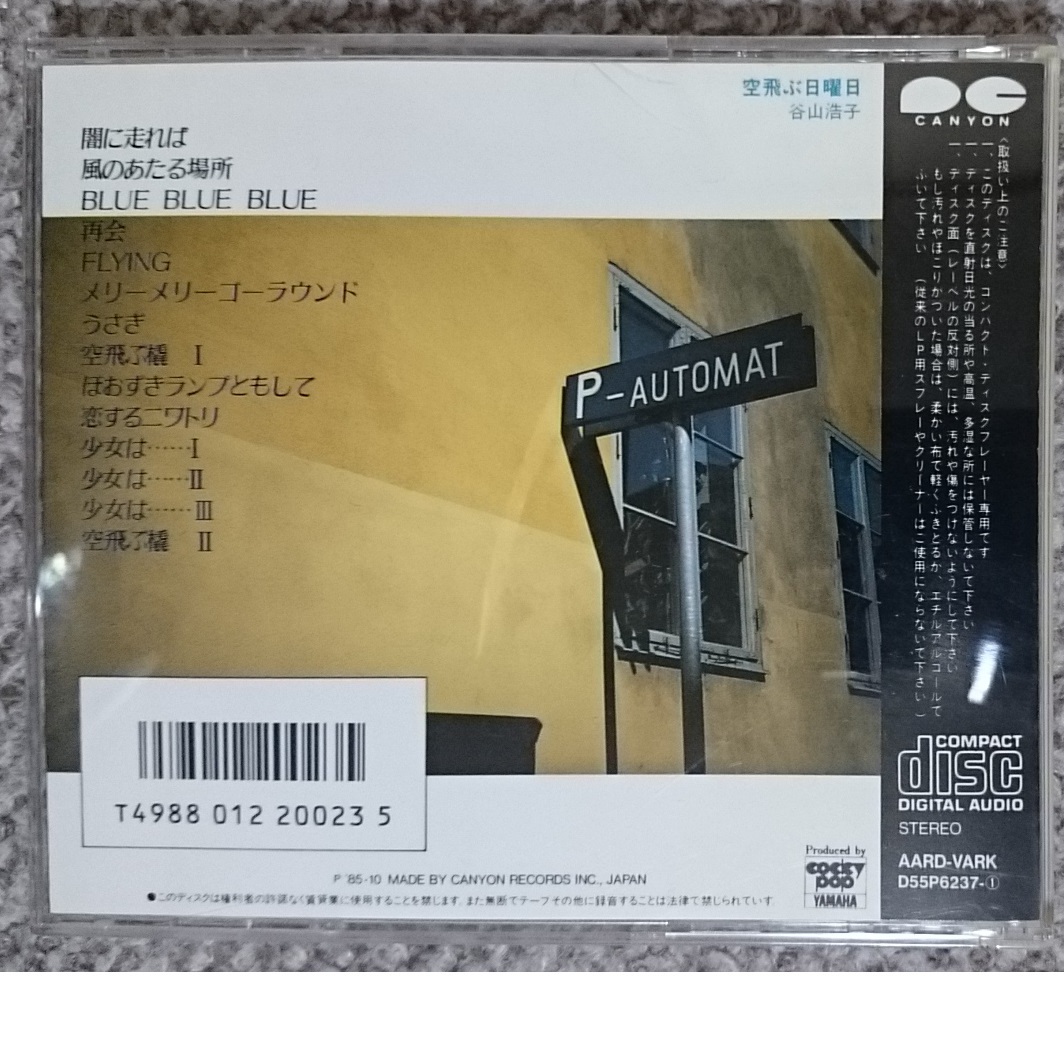 空飛ぶ日曜日
谷山浩子
闇に走れば
風のあたる場所
BLUE BLUE BLUE
再会
FLYING
メリーメリーゴーラウンド
うさぎ
空飛ぶ橇 I
ほおずきランプともして
恋するニワトリ
少女は……I
少女は……II
少女は……III
空飛ぶ橇 II
P-AUTOMAT
T4988 012 20023 5
P '85-10 MADE BY CANYON RECORDS INC., JAPAN
●このディスクは権利者の許諾なく賃貸業に使用することを禁じます。また無断でテープその他に録音することは法律で禁じられています。
Produced by
cocky pop
YAMAHA
PC
CANYON
〈取扱い上のご注意〉
一、このディスクは、コンパクト・ディスクプレーヤー専用です
一、ディスクを直射日光の当る所や高温、多湿な所には保管しないで下さい
一、ディスク面(レーベルの反対側)には、汚れや傷をつけないようにして下さい
もし汚れやほこりがついた場合は、柔かい布で軽くふきとるか、エチルアルコールで
ふいて下さい (従来のLP用スプレーやクリーナーはご使用にならないで下さい)
COMPACT
disc
DIGITAL AUDIO
STEREO
AARD-VARK
D55P6237-①